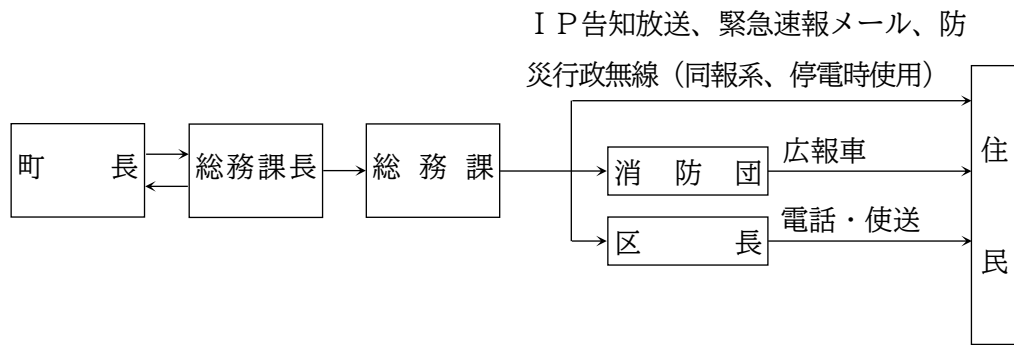 ＩＰ告知放送、緊急速報メール、防
災行政無線（同報系、停電時使用）
町長
総務課長
総務課
消防団
広報車
区長
電話・使送
住民